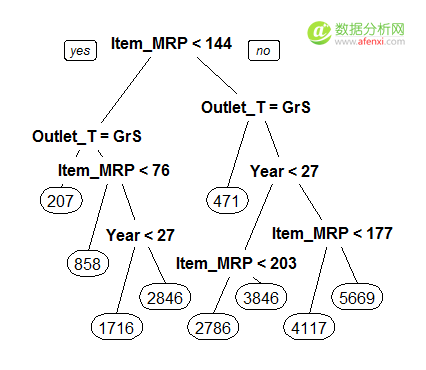 数据分析网
www.afenxi.com
yes
Item_MRP < 144
no
Outlet_T = GrS
Outlet_T = GrS
Item_MRP < 76
Year < 27
207
471
Year < 27
Item_MRP < 177
858
Item_MRP < 203
2846
3846
5669
1716
2786
4117